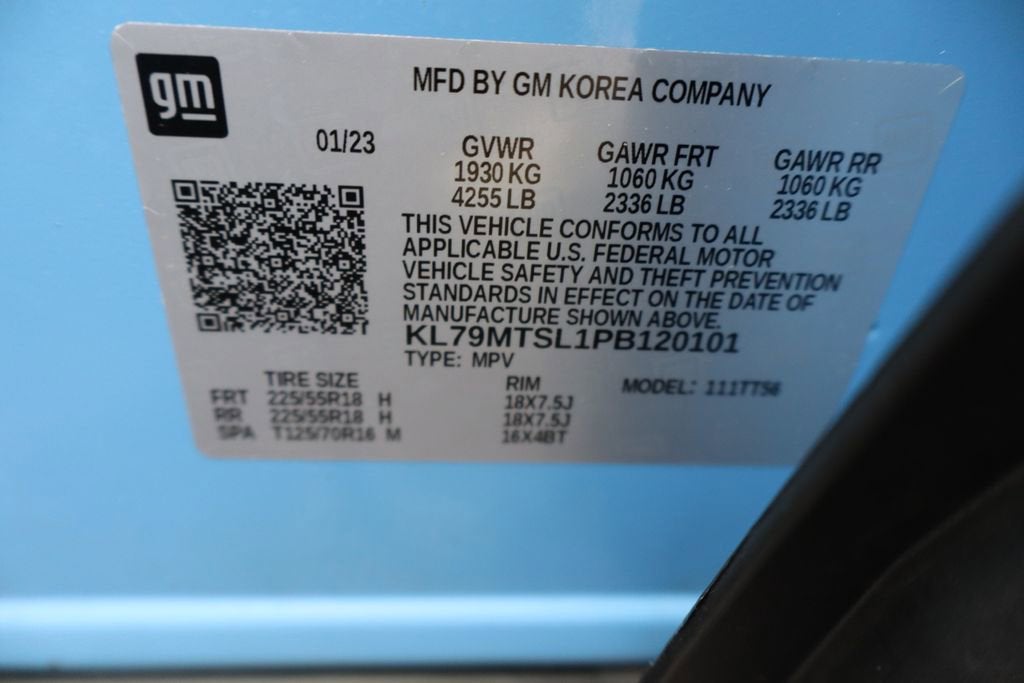 gm
MFD BY GM KOREA COMPANY
01/23
GVWR GAWR FRT GAWR RR
1930 KG 1060 KG 1060 KG
4255 LB 2336 LB 2336 LB
THIS VEHICLE CONFORMS TO ALL
APPLICABLE U.S. FEDERAL MOTOR
VEHICLE SAFETY AND THEFT PREVENTION
STANDARDS IN EFFECT ON THE DATE OF
MANUFACTURE SHOWN ABOVE.
KL79MTSL1PB120101
TYPE: MPV
TIRE SIZE RIM MODEL: 1TT56
FRT 225/55R18 H 18X7.5J
RR 225/55R18 H 18X7.5J
SPA T125/70R16 M 16X4BT